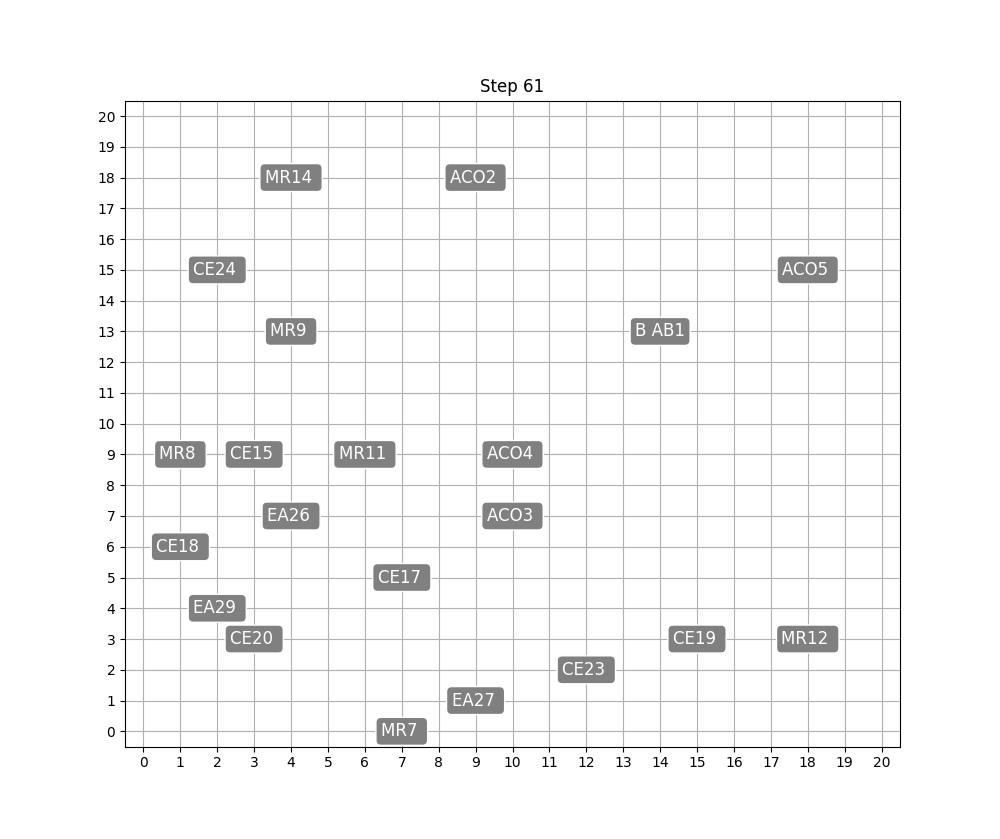 Step 61
20
19
18
17
16
15
14
13
12
11
10
9
8
7
6
5
4
3
2
1
0
MR14 ACO2
CE24 ACO5
MR9 B AB1
MR8 CE15 MR11 ACO4
EA26 ACO3
CE18
CE17
EA29
CE20 CE19 MR12
CE23
EA27
MR7
0 1 2 3 4 5 6 7 8 9 10 11 12 13 14 15 16 17 18 19 20